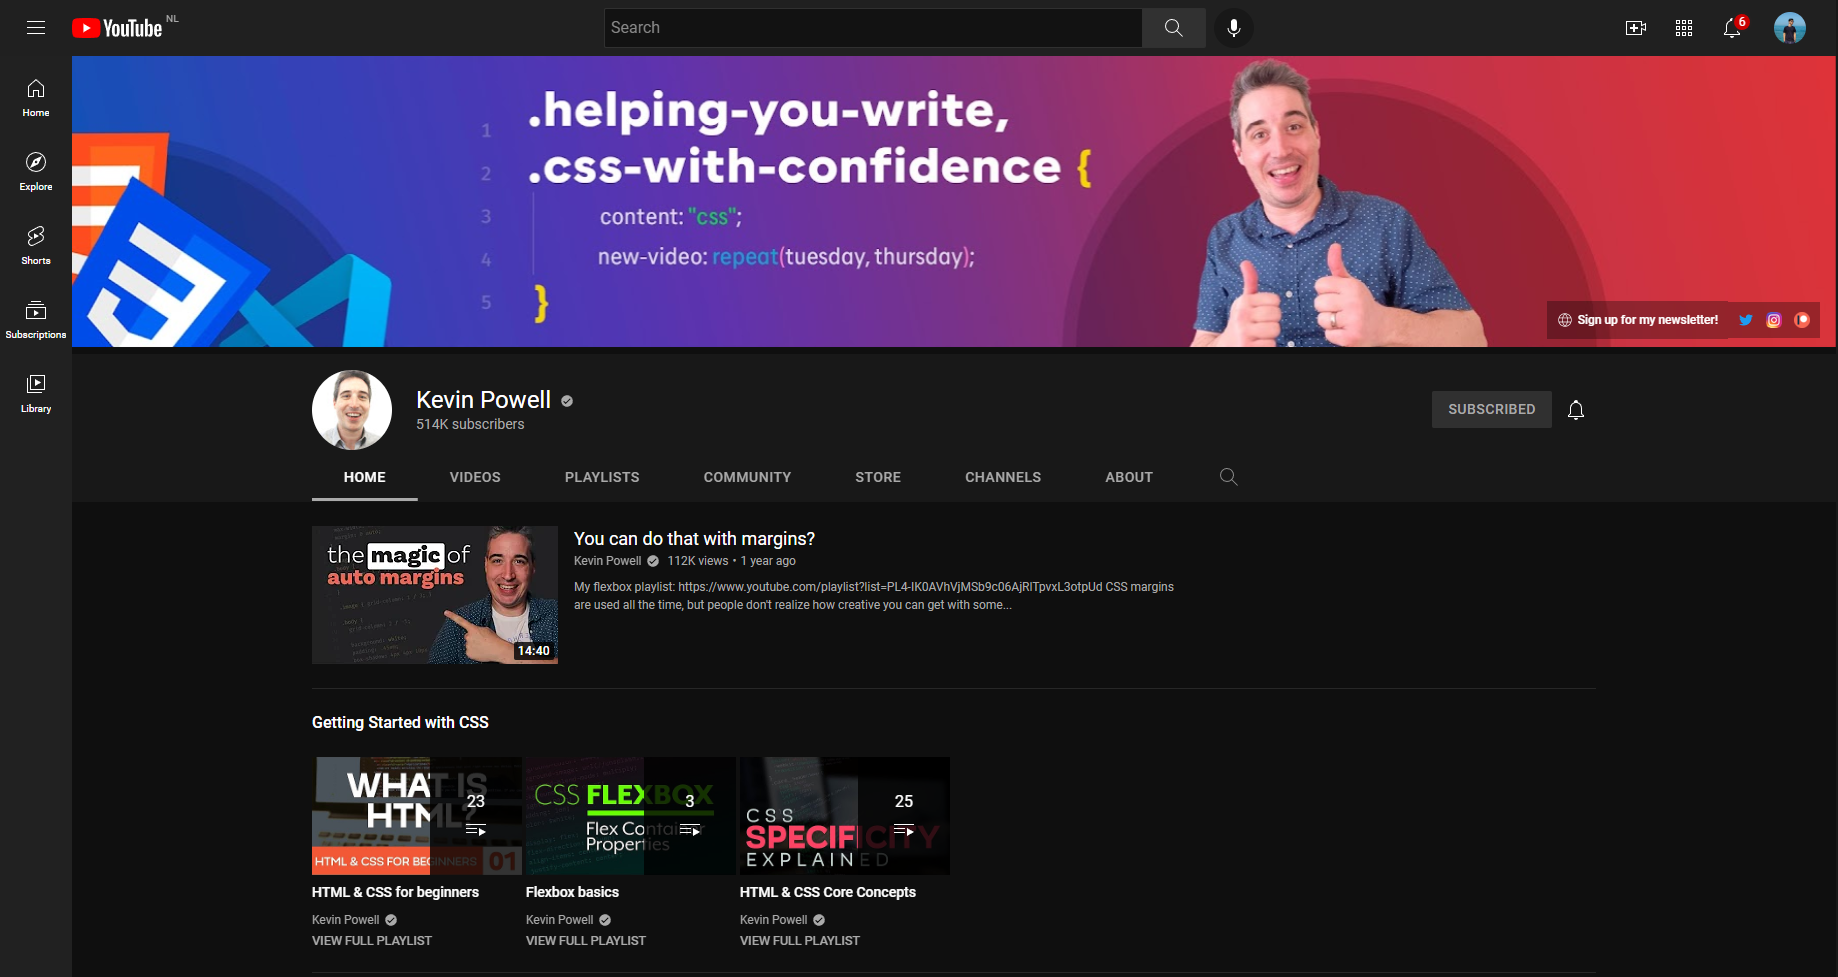 YouTube NL
Search
6
Home
Explore
Shorts
Subscriptions
Library
1 .helping-you-write,
2 .css-with-confidence {
3 content: "css";
4 new-video: repeat(tuesday, thursday);
5 }
Sign up for my newsletter!
Kevin Powell
514K subscribers
SUBSCRIBED
HOME VIDEOS PLAYLISTS COMMUNITY STORE CHANNELS ABOUT
the magic of
auto margins
14:40
You can do that with margins?
Kevin Powell 112K views • 1 year ago
My flexbox playlist: https://www.youtube.com/playlist?list=PL4-IK0AVhVjMSb9c06AjRlTpvxL3otpUd CSS margins
are used all the time, but people don't realize how creative you can get with some...
Getting Started with CSS
WHAT IS
HTML?
23
HTML & CSS FOR BEGINNERS 01
HTML & CSS for beginners
Kevin Powell
VIEW FULL PLAYLIST
CSS FLEXBOX
Flex Container
Properties
3
Flexbox basics
Kevin Powell
VIEW FULL PLAYLIST
CSS
SPECIFICITY
EXPLAINED
25
HTML & CSS Core Concepts
Kevin Powell
VIEW FULL PLAYLIST